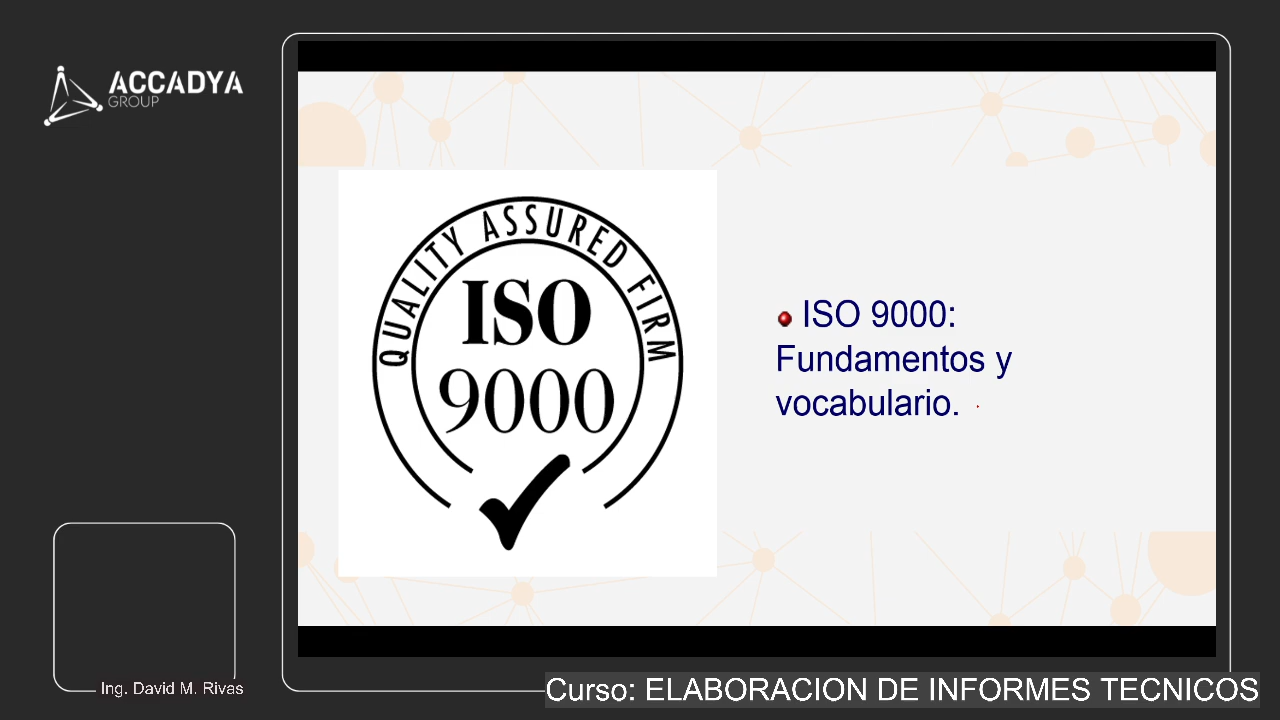 ACCADYA
GROUP
QUALITY ASSURED FIRM
ISO
9000
ISO 9000:
Fundamentos y
vocabulario.
Ing. David M. Rivas
Curso: ELABORACION DE INFORMES TECNICOS